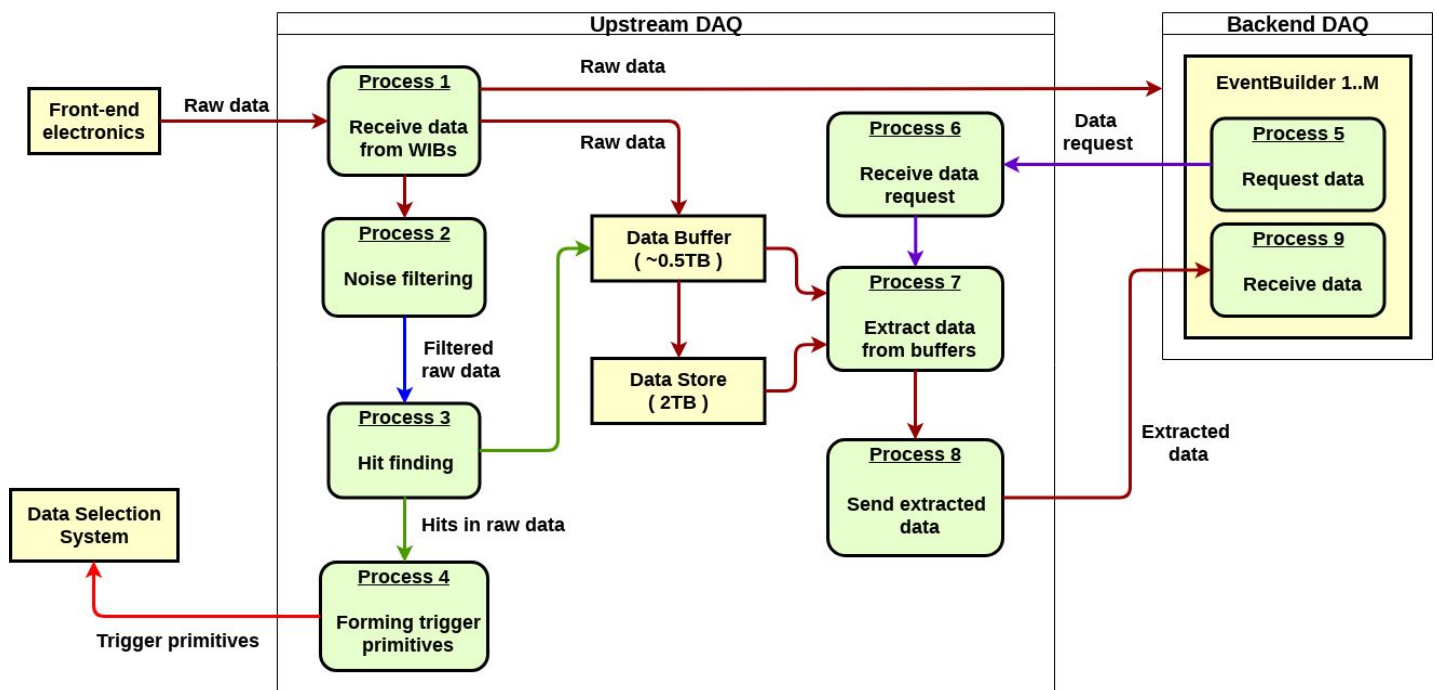 Upstream DAQ
Backend DAQ
Front-end
electronics
Raw data
Process 1
Receive data
from WIBs
Raw data
Raw data
Process 2
Noise filtering
Filtered
raw data
Process 3
Hit finding
Hits in raw data
Process 4
Forming trigger
primitives
Trigger primitives
Data Selection
System
Data Buffer
( ~0.5TB )
Data Store
( 2TB )
Process 6
Receive data
request
Process 7
Extract data
from buffers
Process 8
Send extracted
data
Data
request
Extracted
data
EventBuilder 1..M
Process 5
Request data
Process 9
Receive data